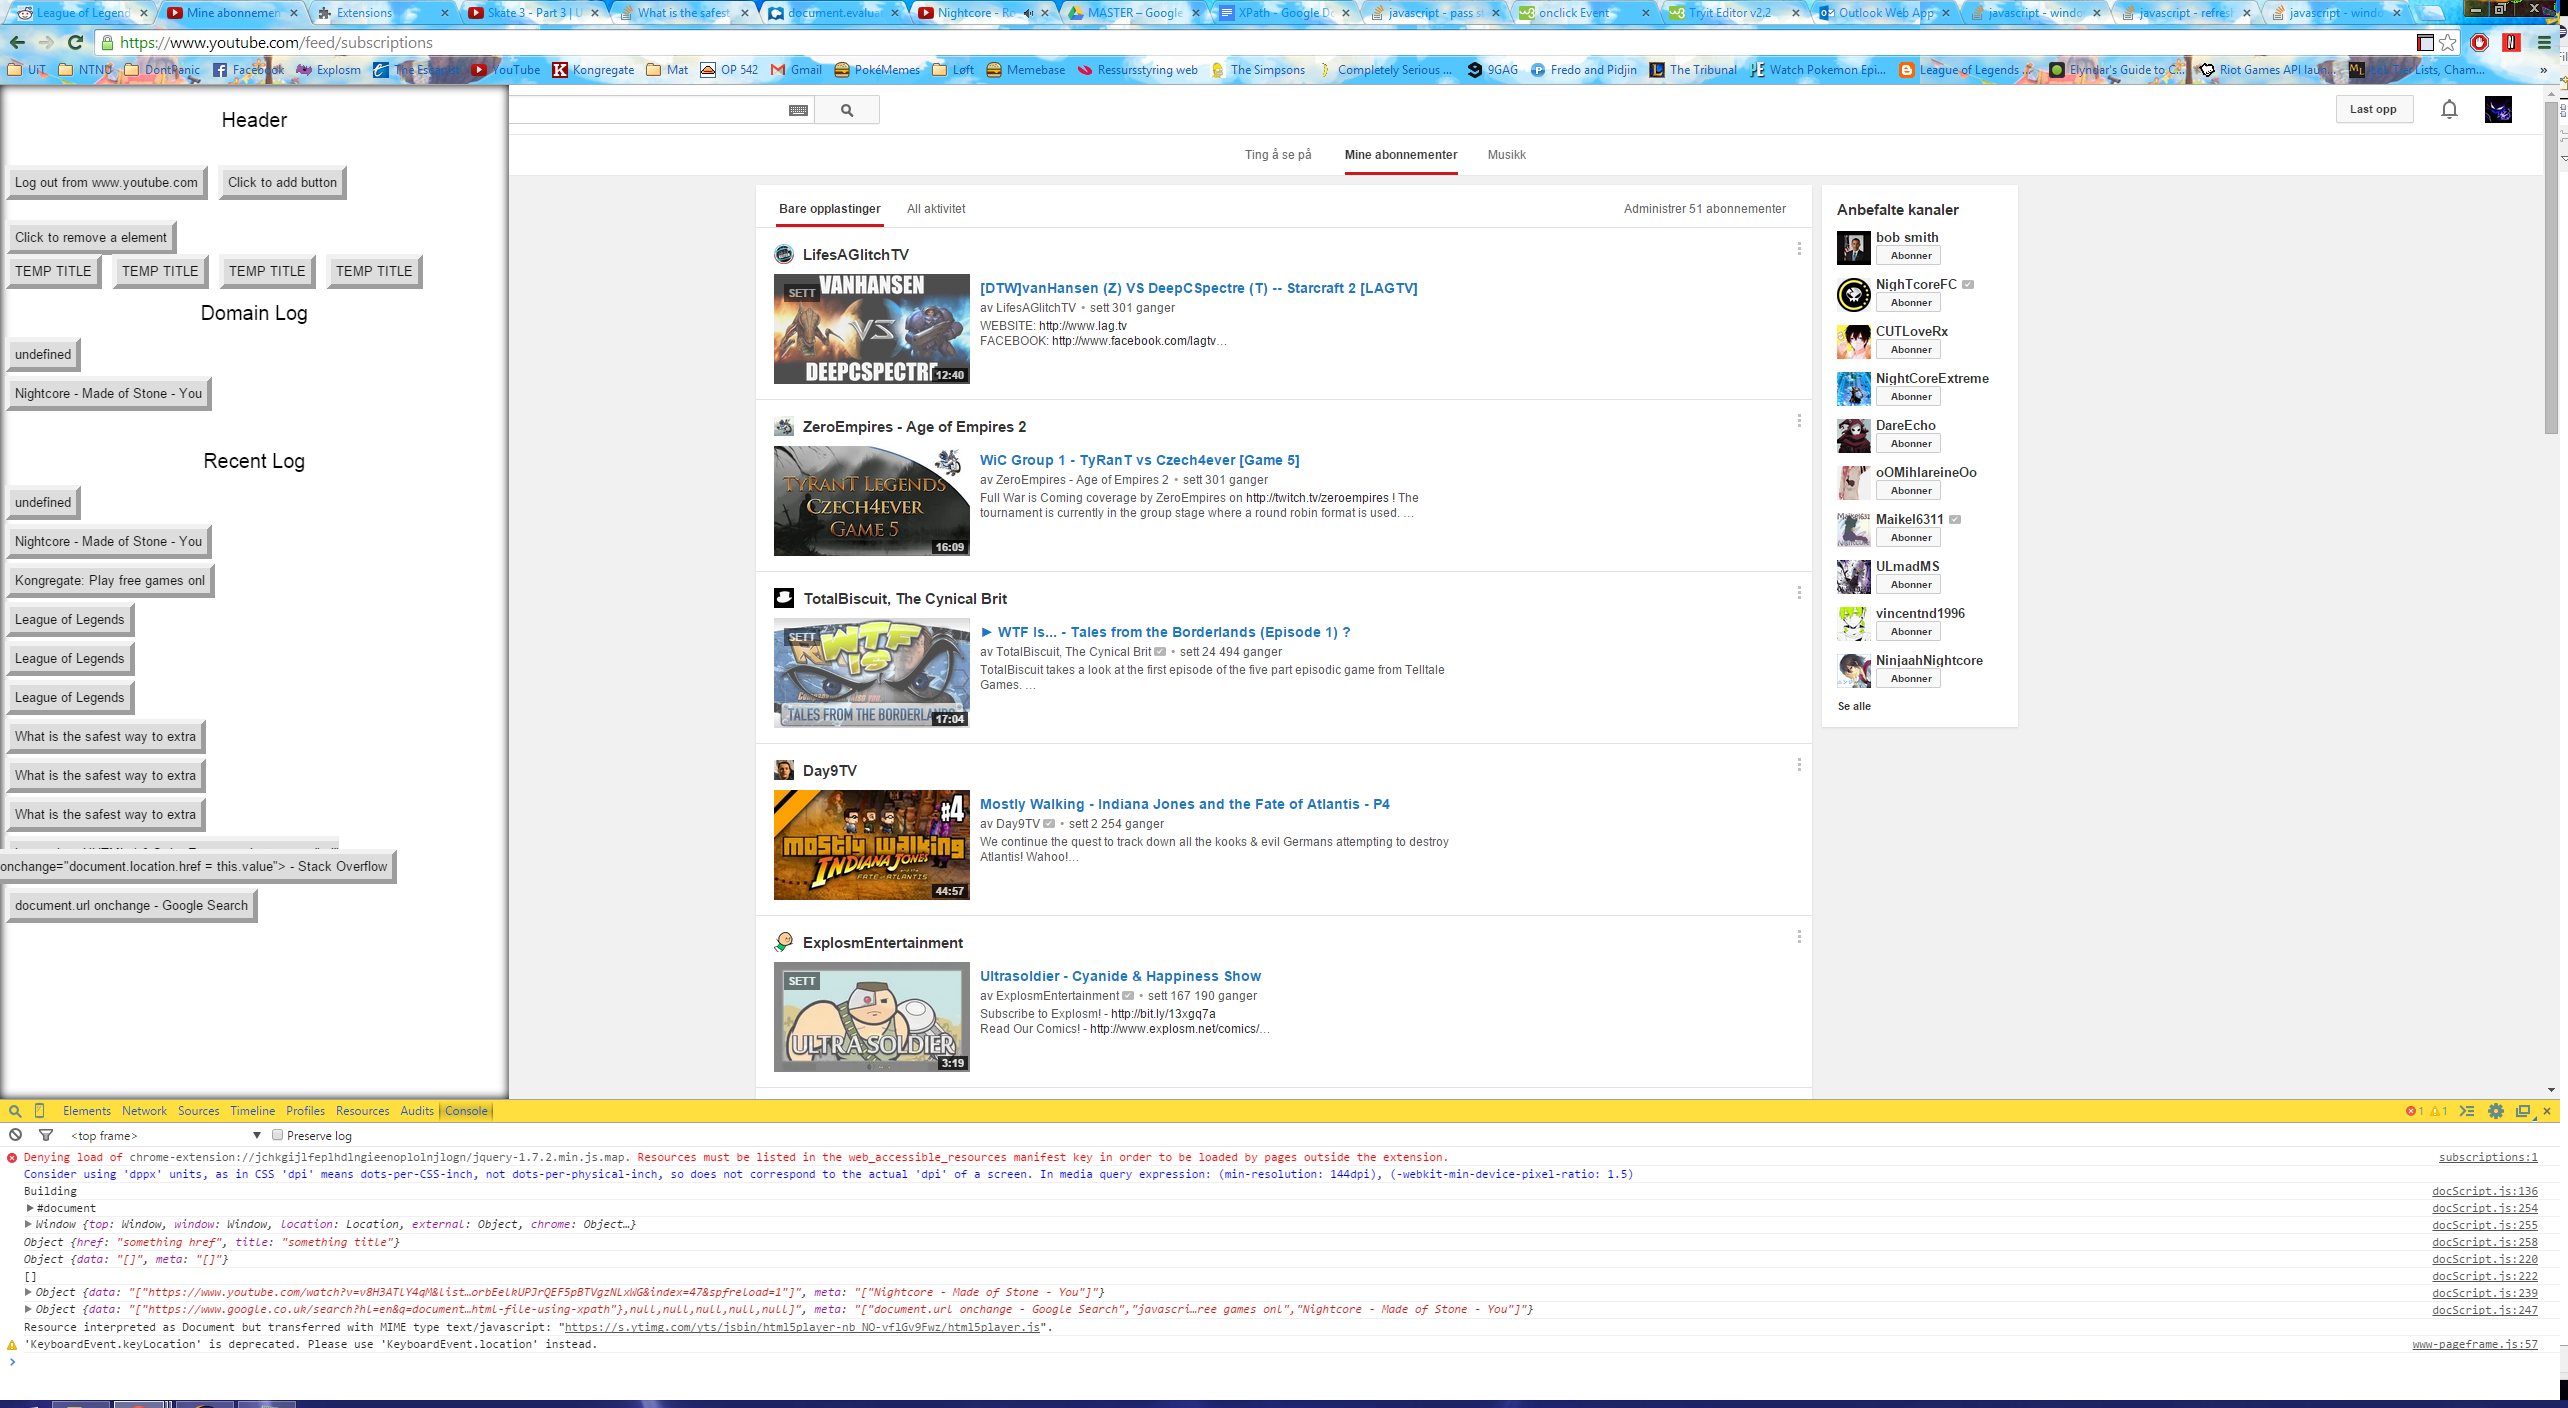 League of Legend
Mine abonnemen
Extensions
Skate 3 - Part 3 | U
What is the safest
document.evalua
Nightcore - R
MASTER – Google
XPath - Google D
javascript - pass s
onclick Event
Tryit Editor v2.2
Outlook Web App
javascript - windo
javascript - refres
javascript - windo
https://www.youtube.com/feed/subscriptions
UiT
NTNU
DontPanic
Facebook
Explosm
YouTube
Kongregate
Mat
OP 542
Gmail
PokéMemes
Løft
Memebase
Ressursstyring web
The Simpsons
Completely Serious ...
9GAG
Fredo and Pidjin
The Tribunal
Watch Pokemon Epi...
League of Legends ...
Elyndar's Guide to C...
Riot Games API laun...
Tier Lists, Cham...
»
Header
Log out from www.youtube.com
Click to add button
Click to remove a element
TEMP TITLE
TEMP TITLE
TEMP TITLE
TEMP TITLE
Domain Log
undefined
Nightcore - Made of Stone - You
Recent Log
undefined
Nightcore - Made of Stone - You
Kongregate: Play free games onl
League of Legends
League of Legends
League of Legends
What is the safest way to extra
What is the safest way to extra
What is the safest way to extra
onchange="document.location.href = this.value"> - Stack Overflow
document.url onchange - Google Search
Last opp
Ting å se på
Mine abonnementer
Musikk
Bare opplastinger
All aktivitet
Administrer 51 abonnementer
LifesAGlitchTV
SETT
VANHANSEN
VS
DEEPCSPECTRE
12:40
[DTW]vanHansen (Z) VS DeepCSpectre (T) -- Starcraft 2 [LAGTV]
av LifesAGlitchTV • sett 301 ganger
WEBSITE: http://www.lag.tv
FACEBOOK: http://www.facebook.com/lagtv…
ZeroEmpires - Age of Empires 2
TYRANT LEGENDS
CZECH4EVER
GAME 5
16:09
WiC Group 1 - TyRanT vs Czech4ever [Game 5]
av ZeroEmpires - Age of Empires 2 • sett 301 ganger
Full War is Coming coverage by ZeroEmpires on http://twitch.tv/zeroempires ! The
tournament is currently in the group stage where a round robin format is used. …
TotalBiscuit, The Cynical Brit
SETT
WTF
IS
TALES FROM THE BORDERLANDS
17:04
► WTF Is... - Tales from the Borderlands (Episode 1) ?
av TotalBiscuit, The Cynical Brit • sett 24 494 ganger
TotalBiscuit takes a look at the first episode of the five part episodic game from Telltale
Games. …
Day9TV
#4
mostly walking
INDIANA JONES
FATE of ATLANTIS
44:57
Mostly Walking - Indiana Jones and the Fate of Atlantis - P4
av Day9TV • sett 2 254 ganger
We continue the quest to track down all the kooks & evil Germans attempting to destroy
Atlantis! Wahoo!…
ExplosmEntertainment
SETT
ULTRA SOLDIER
3:19
Ultrasoldier - Cyanide & Happiness Show
av ExplosmEntertainment • sett 167 190 ganger
Subscribe to Explosm! - http://bit.ly/13xgq7a
Read Our Comics! - http://www.explosm.net/comics/…
Anbefalte kanaler
bob smith
Abonner
NighTcoreFC
Abonner
CUTLoveRx
Abonner
NightCoreExtreme
Abonner
DareEcho
Abonner
oOMihlareineOo
Abonner
Maikel6311
Abonner
ULmadMS
Abonner
vincentnd1996
Abonner
NinjaahNightcore
Abonner
Se alle
Elements
Network
Sources
Timeline
Profiles
Resources
Audits
Console
1
1
<top frame>
Preserve log
Denying load of chrome-extension://jchkgijlfeplhdlngieenoplolnjlogn/jquery-1.7.2.min.js.map. Resources must be listed in the web_accessible_resources manifest key in order to be loaded by pages outside the extension. subscriptions:1
Consider using 'dppx' units, as in CSS 'dpi' means dots-per-CSS-inch, not dots-per-physical-inch, so does not correspond to the actual 'dpi' of a screen. In media query expression: (min-resolution: 144dpi), (-webkit-min-device-pixel-ratio: 1.5)
Building docScript.js:136
#document docScript.js:254
Window {top: Window, window: Window, location: Location, external: Object, chrome: Object…} docScript.js:255
Object {href: "something href", title: "something title"} docScript.js:258
Object {data: "[]", meta: "[]"} docScript.js:220
[] docScript.js:222
Object {data: "["https://www.youtube.com/watch?v=v8H3ATlY4qM&list…orbEelkUPJrQEF5pBTVgzNLxWG&index=47&spfreload=1"]", meta: "["Nightcore - Made of Stone - You"]"} docScript.js:239
Object {data: "["https://www.google.co.uk/search?hl=en&q=document…html-file-using-xpath"},null,null,null,null,null]", meta: "["document.url onchange - Google Search","javascri…ree games onl","Nightcore - Made of Stone - You"]"} docScript.js:247
Resource interpreted as Document but transferred with MIME type text/javascript: "https://s.ytimg.com/yts/jsbin/html5player-nb_NO-vflGv9Fwz/html5player.js".
'KeyboardEvent.keyLocation' is deprecated. Please use 'KeyboardEvent.location' instead. www-pageframe.js:57